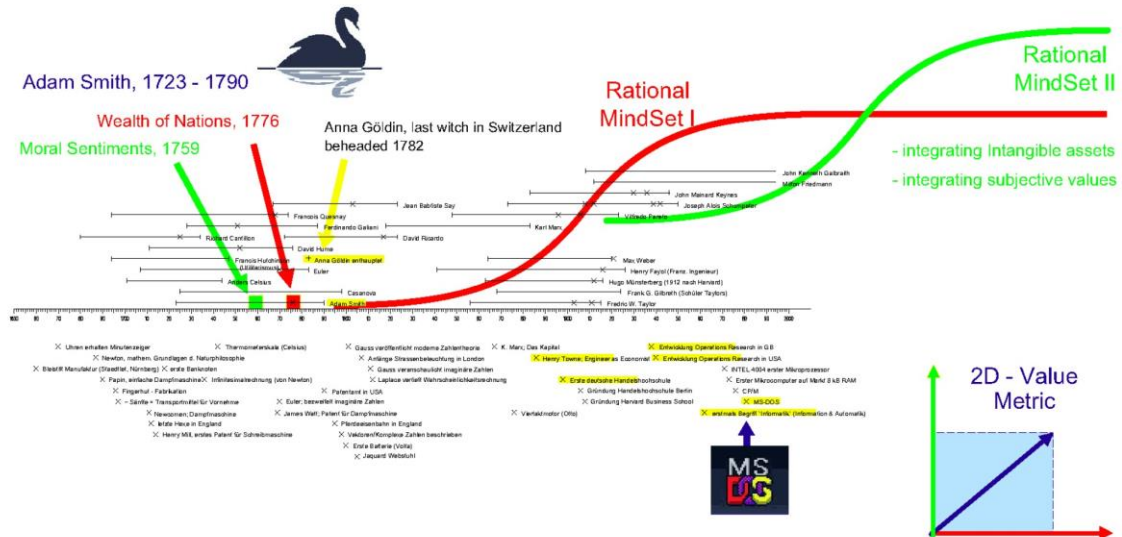 Adam Smith, 1723 - 1790
Wealth of Nations, 1776
Moral Sentiments, 1759
Anna Göldin, last witch in Switzerland
beheaded 1782
Rational
MindSet I
Rational
MindSet II
- integrating Intangible assets
- integrating subjective values
John Kenneth Galbraith
Milton Friedmann
John Mainard Keynes
Jean Babtiste Say
Joseph Alois Schumpeter
Francois Quesnay
Vilfredo Pareto
Ferdinando Galieni
Karl Marx
Richard Cantillon
David Ricardo
David Hume
Francis Hutchinson
Anna Göldin enthauptet
Max Weber
Euler
Henry Fayol (Franz. Ingenieur)
Anders Celsius
Hugo Münsterberg (1912 nach Harvard)
Casanova
Frank G. Gilbreth (Schüler Taylors)
Adam Smith
Fredric W. Taylor
Uhren erhalten Minutenzeiger
Thermometerskala (Celsius)
Gauss veröffentlicht moderne Zahlentheorie
K. Marx; Das Kapital
Entwicklung Operations Research in GB
Newton, mathem. Grundlagen d. Naturphilosophie
Anfänge Strassenbeleuchtung in London
Henry Towne; Engineer as Economist
Entwicklung Operations Research in USA
Bleistift Manufaktur (Staedtler, Nürnberg)
erste Banknoten
Gauss veranschaulicht imaginäre Zahlen
INTEL 4004 erster Mikroprozessor
Papin, einfache Dampfmaschine
Infinitesimalrechnung (von Newton)
Laplace verfaßt Wahrscheinlichkeitsrechnung
Erste deutsche Handelshochschule
Erster Mikrocomputer auf Markt 8 kB RAM
Fingerhut - Fabrikation
Patentamt in USA
Gründung Handelshochschule Berlin
CP/M
~ Sänfte = Transportmittel für Vornehme
Euler; beweist imaginäre Zahlen
Gründung Harvard Business School
MS-DOS
Newcomen; Dampfmaschine
James Watt; Patent für Dampfmaschine
Viertaktmotor (Otto)
erstmals Begriff 'Informatik' (Information & Automatik)
letzte Hexe in England
Pferdeeisenbahn in England
Henry Mill, erstes Patent für Schreibmaschine
Vektoren/Komplexe Zahlen beschrieben
Erste Batterie (Volta)
Jaquard Webstuhl
MS
DOS
2D - Value
Metric